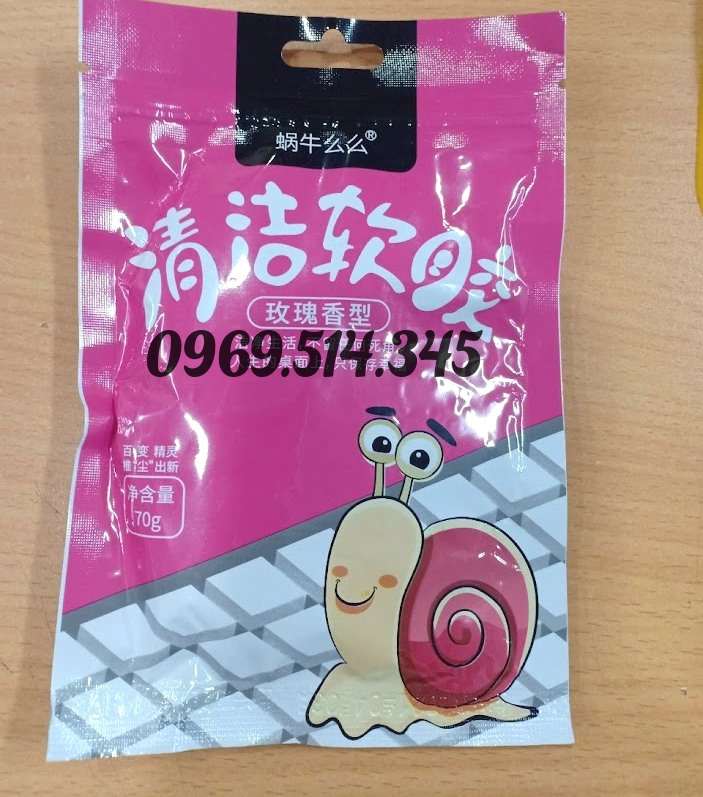 蜗牛么么®
清洁软胶
玫瑰香型
0969.514.345
百变 精灵
"尘"出新
净含量
70g